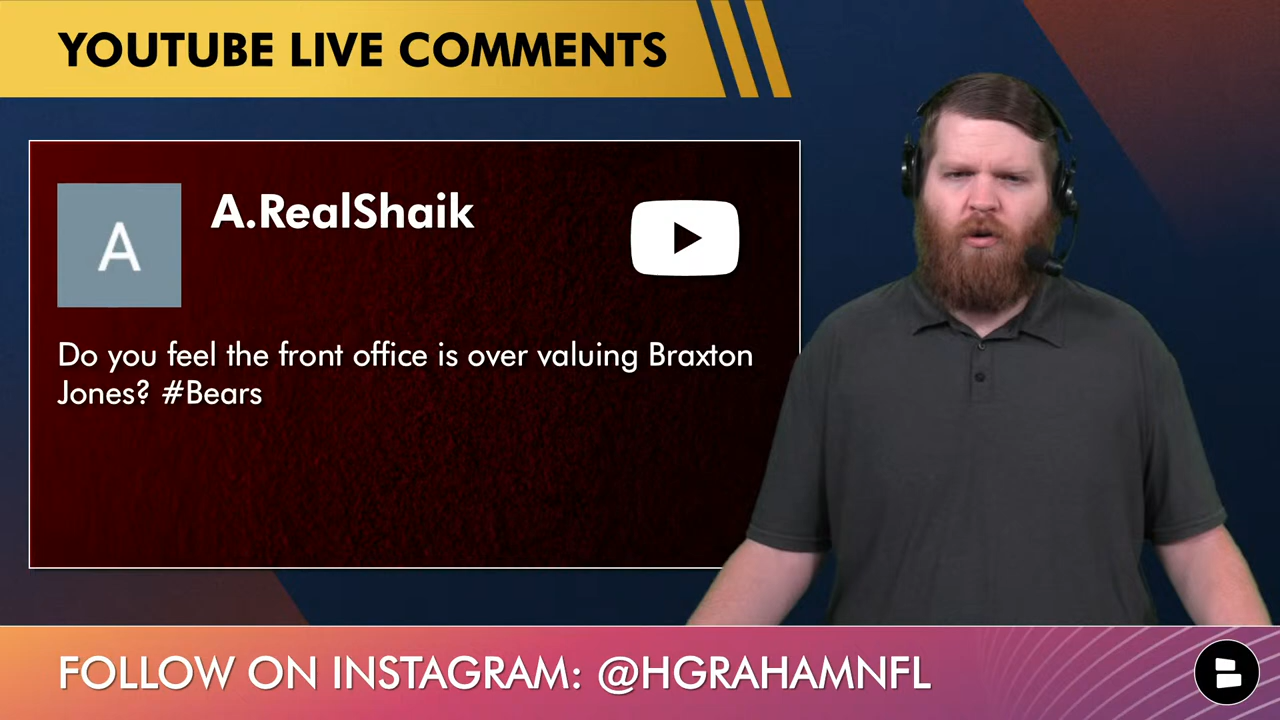 YOUTUBE LIVE COMMENTS
A
A.RealShaik
Do you feel the front office is over valuing Braxton
Jones? #Bears
FOLLOW ON INSTAGRAM: @HGRAHAMNFL